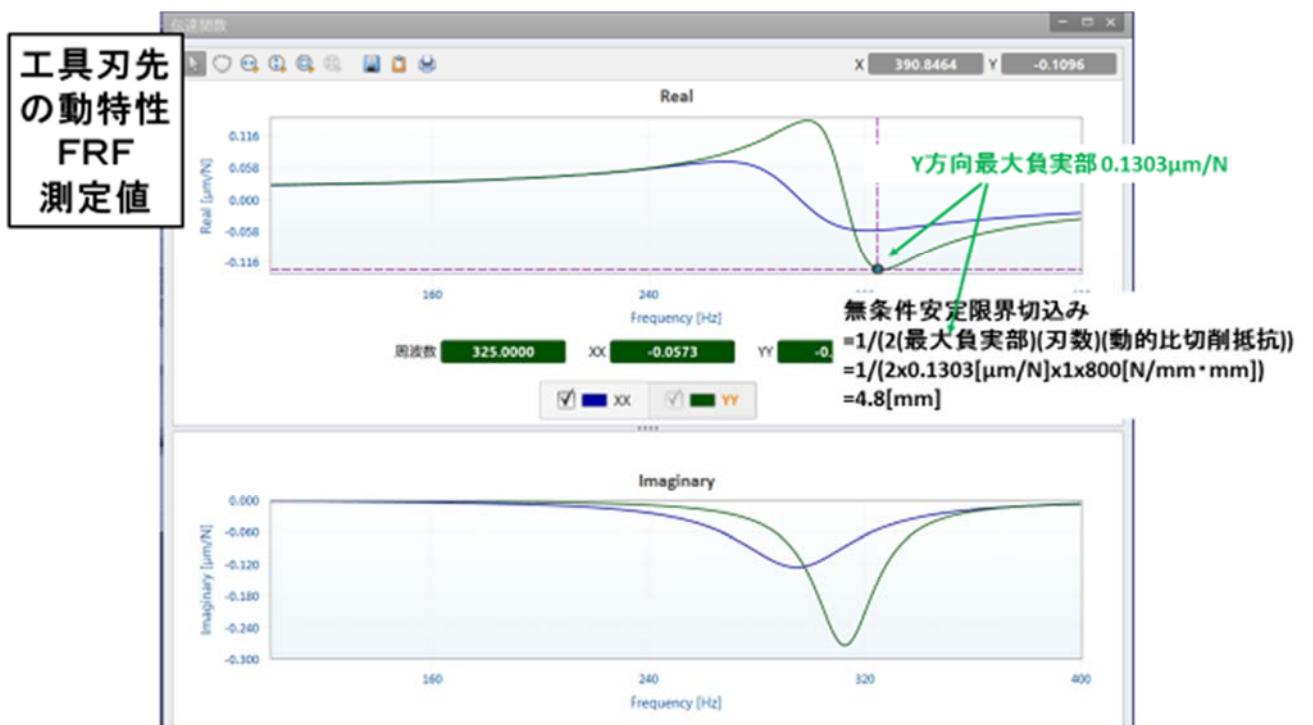 伝達関数
工具刃先
の動特性
FRF
測定値
X 390.8464 Y -0.1096
Real
0.116
0.058
0.000
-0.058
-0.116
Real [μm/N]
160
240
Frequency [Hz]
Y方向最大負実部0.1303μm/N
無条件安定限界切込み
=1/(2(最大負実部)(刃数)(動的比切削抵抗))
=1/(2x0.1303[μm/N]x1x800[N/mm・mm])
=4.8[mm]
周波数 325.0000 XX -0.0573 YY -0.
XX YY
Imaginary
0.000
-0.060
-0.120
-0.180
-0.240
-0.300
Imaginary [μm/N]
160
240
320
400
Frequency [Hz]